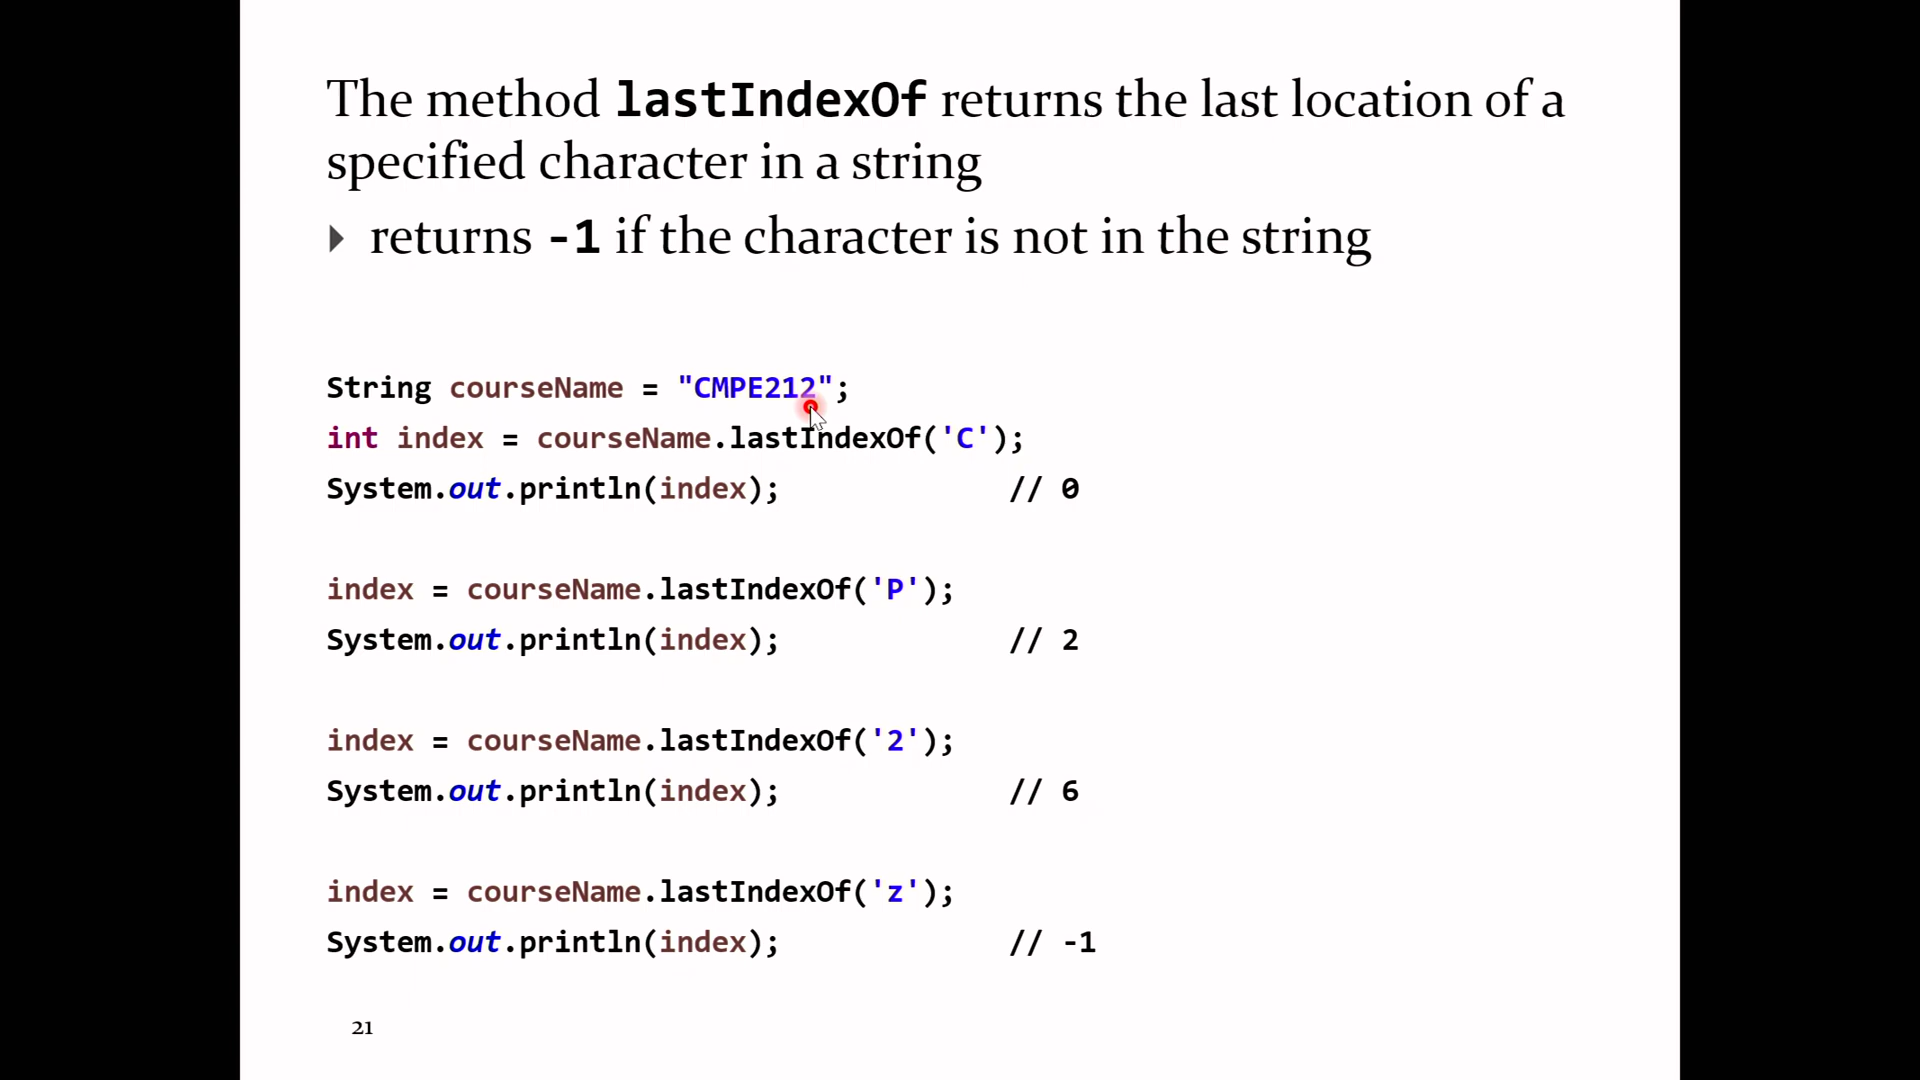 The method lastIndexOf returns the last location of a
specified character in a string
returns -1 if the character is not in the string
String courseName = "CMPE212";
int index = courseName.lastIndexOf('C');
System.out.println(index); // 0
index = courseName.lastIndexOf('P');
System.out.println(index); // 2
index = courseName.lastIndexOf('2');
System.out.println(index); // 6
index = courseName.lastIndexOf('z');
System.out.println(index); // -1
21